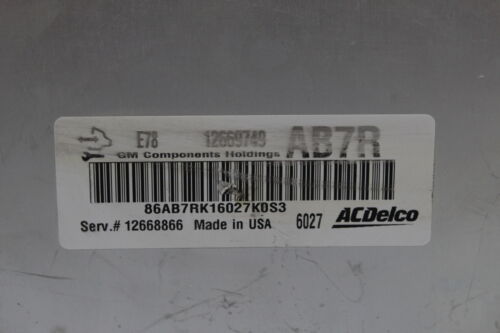 E78 12669749 AB7R
GM Components Holdings
86AB7RK16027K0S3
Serv.# 12668866 Made in USA 6027 ACDelco